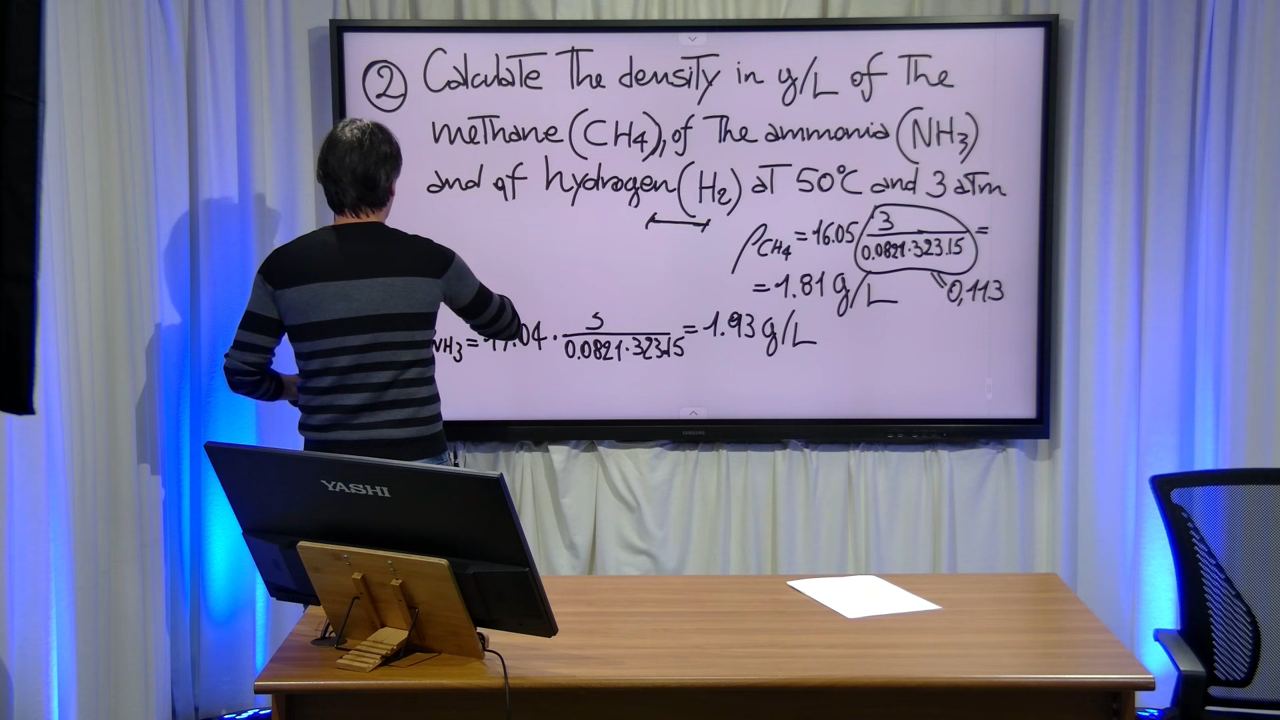 ② Calculate the density in g/L of the
methane (CH4), of the ammonia (NH3)
and of hydrogen (H2) at 50°C and 3 atm
ρCH4 = 16.05 3 / 0.0821·323.15 =
= 1.81 g/L 0,113
NH3 = .04 · / 0.0821·323.15 = 1.93 g/L
SAMSUNG
YASHI